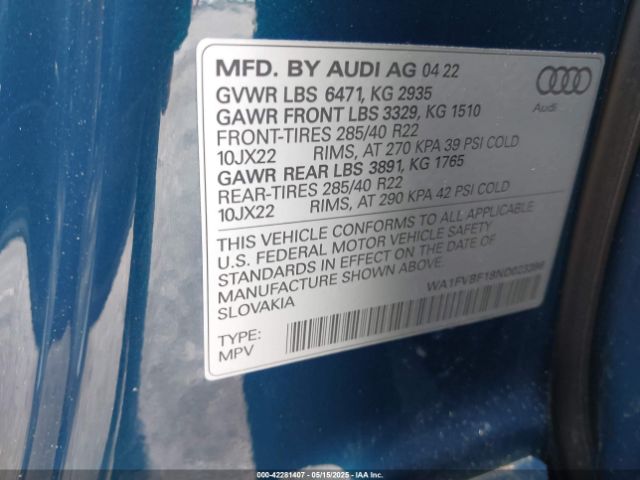 MFD. BY AUDI AG 04 22
GVWR LBS 6471, KG 2935
GAWR FRONT LBS 3329, KG 1510
FRONT-TIRES 285/40 R22
10JX22 RIMS, AT 270 KPA 39 PSI COLD
GAWR REAR LBS 3891, KG 1765
REAR-TIRES 285/40 R22
10JX22 RIMS, AT 290 KPA 42 PSI COLD
Audi
THIS VEHICLE CONFORMS TO ALL APPLICABLE
U.S. FEDERAL MOTOR VEHICLE SAFETY
STANDARDS IN EFFECT ON THE DATE OF
MANUFACTURE SHOWN ABOVE.
SLOVAKIA
TYPE:
MPV
000-42281407 - 05/15/2025 - IAA Inc.